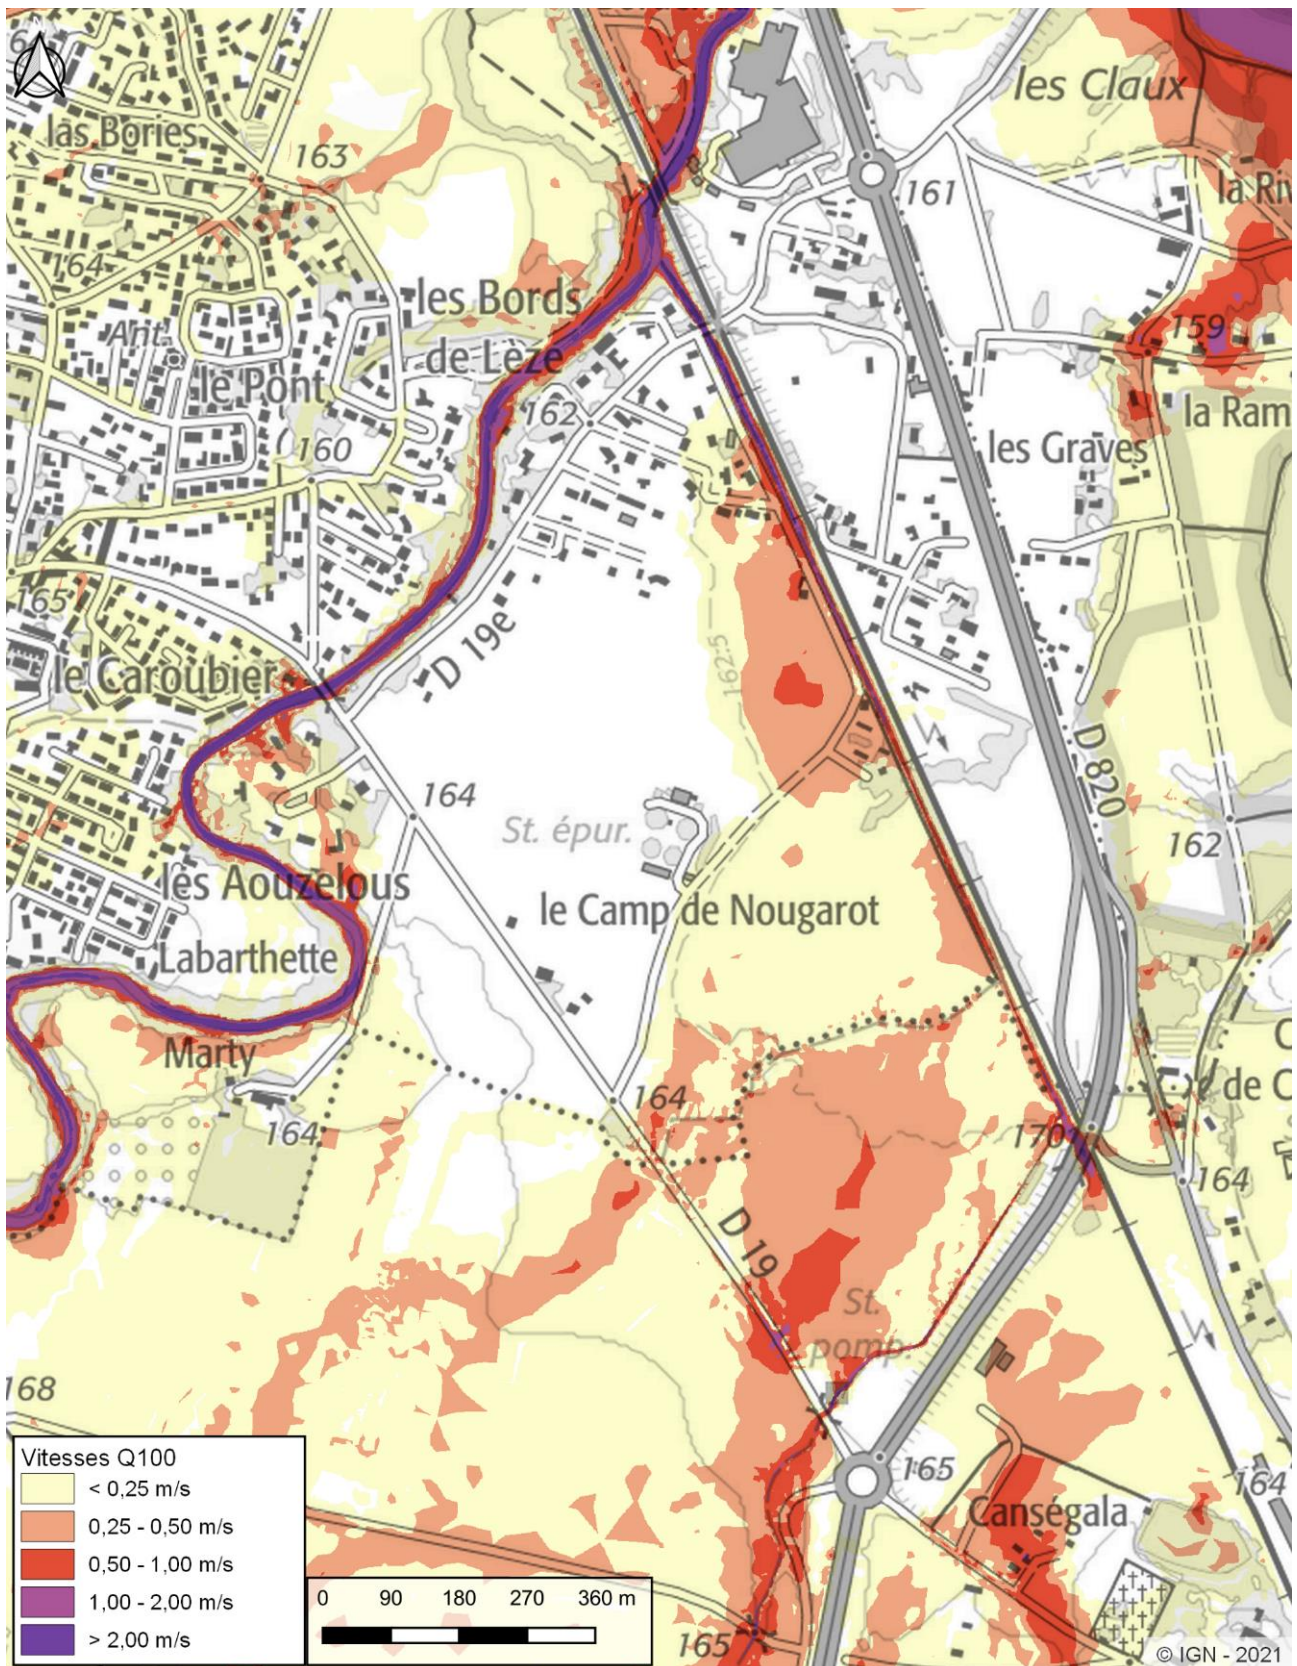 N
les Claux
las Bories
163
161
la Riv
164
les Bords
de Lèze
159
Ant.
le Pont
162
la Ram
les Graves
160
165
162.5
le Caroubier
D 19e
D 820
164
St. épur.
162
les Aouzelous
le Camp de Nougarot
Labarthette
C
Marty
de C
164
164
170
164
D 19
St.
pomp.
168
165
164
Canségala
165
Vitesses Q100
< 0,25 m/s
0,25 - 0,50 m/s
0,50 - 1,00 m/s
1,00 - 2,00 m/s
> 2,00 m/s
0 90 180 270 360 m
© IGN - 2021